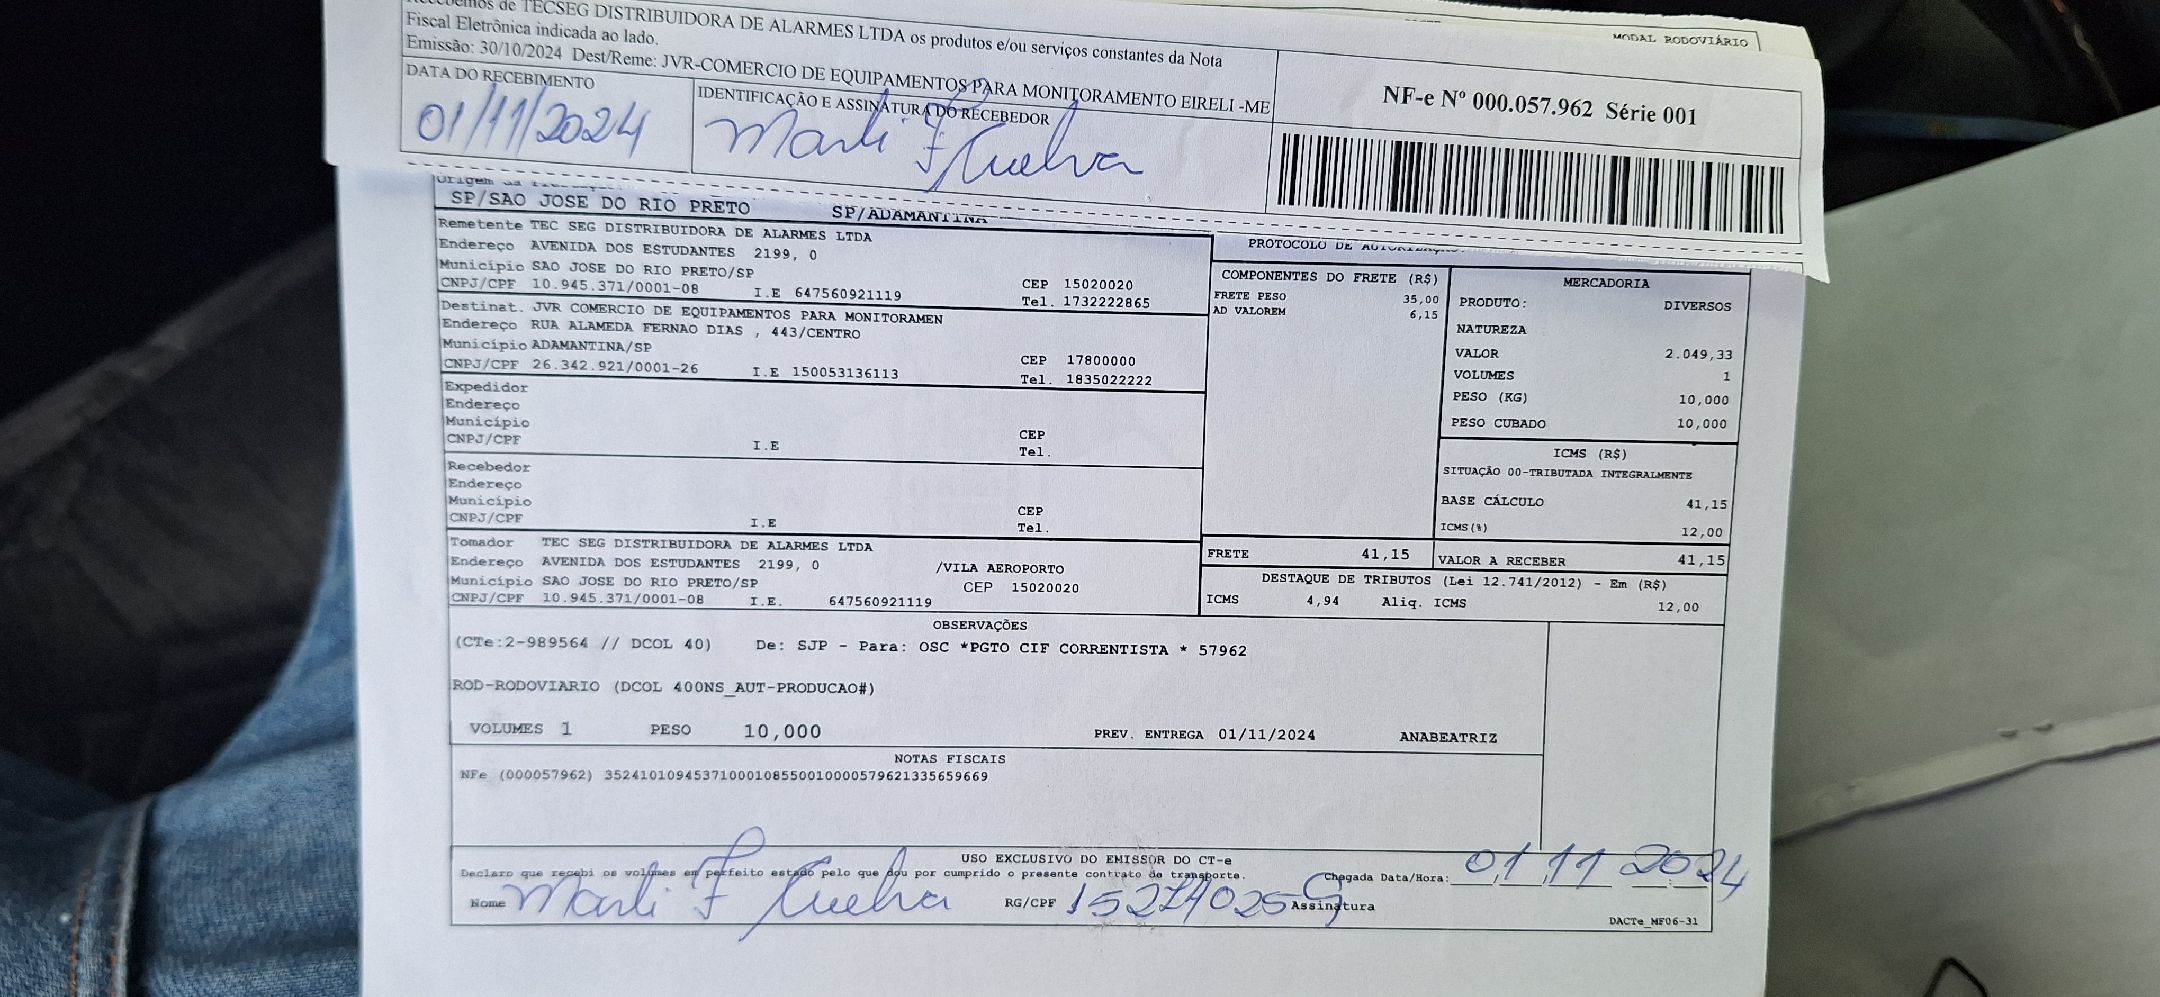 Recebemos de TECSEG DISTRIBUIDORA DE ALARMES LTDA os produtos e/ou serviços constantes da Nota
Fiscal Eletrônica indicada ao lado.
Emissão: 30/10/2024 Dest/Reme: JVR-COMERCIO DE EQUIPAMENTOS PARA MONITORAMENTO EIRELI -ME
MODAL RODOVIÁRIO
DATA DO RECEBIMENTO
01/11/2024
IDENTIFICAÇÃO E ASSINATURA DO RECEBEDOR
Marli F
NF-e Nº 000.057.962 Série 001
SP/SAO JOSE DO RIO PRETO SP/ADAMANTINA
Remetente TEC SEG DISTRIBUIDORA DE ALARMES LTDA
Endereço AVENIDA DOS ESTUDANTES 2199, 0
Município SAO JOSE DO RIO PRETO/SP CEP 15020020
CNPJ/CPF 10.945.371/0001-08 I.E 647560921119 Tel. 1732222865
Destinat. JVR COMERCIO DE EQUIPAMENTOS PARA MONITORAMEN
Endereço RUA ALAMEDA FERNAO DIAS , 443/CENTRO
Município ADAMANTINA/SP CEP 17800000
CNPJ/CPF 26.342.921/0001-26 I.E 150053136113 Tel. 1835022222
Expedidor
Endereço
Município CEP
CNPJ/CPF I.E Tel.
Recebedor
Endereço
Município CEP
CNPJ/CPF I.E Tel.
Tomador TEC SEG DISTRIBUIDORA DE ALARMES LTDA
Endereço AVENIDA DOS ESTUDANTES 2199, 0 /VILA AEROPORTO
Município SAO JOSE DO RIO PRETO/SP CEP 15020020
CNPJ/CPF 10.945.371/0001-08 I.E. 647560921119
PROTOCOLO DE AUTORIZAÇÃO
COMPONENTES DO FRETE (R$)
FRETE PESO 35,00
AD VALOREM 6,15
MERCADORIA
PRODUTO: DIVERSOS
NATUREZA
VALOR 2.049,33
VOLUMES 1
PESO (KG) 10,000
PESO CUBADO 10,000
ICMS (R$)
SITUAÇÃO 00-TRIBUTADA INTEGRALMENTE
BASE CÁLCULO 41,15
ICMS(%) 12,00
FRETE 41,15 VALOR A RECEBER 41,15
DESTAQUE DE TRIBUTOS (Lei 12.741/2012) - Em (R$)
ICMS 4,94 Aliq. ICMS 12,00
OBSERVAÇÕES
(CTe:2-989564 // DCOL 40) De: SJP - Para: OSC *PGTO CIF CORRENTISTA * 57962
ROD-RODOVIARIO (DCOL 400NS_AUT-PRODUCAO#)
VOLUMES 1 PESO 10,000 PREV. ENTREGA 01/11/2024 ANABEATRIZ
NOTAS FISCAIS
NFe (000057962) 35241010945371000108550010000579621335659669
USO EXCLUSIVO DO EMISSOR DO CT-e
Declaro que recebi os volumes em perfeito estado pelo que dou por cumprido o presente contrato de transporte. Chegada Data/Hora: 01 11 2024
Nome Marli F RG/CPF Assinatura
DACTe_MF06-31